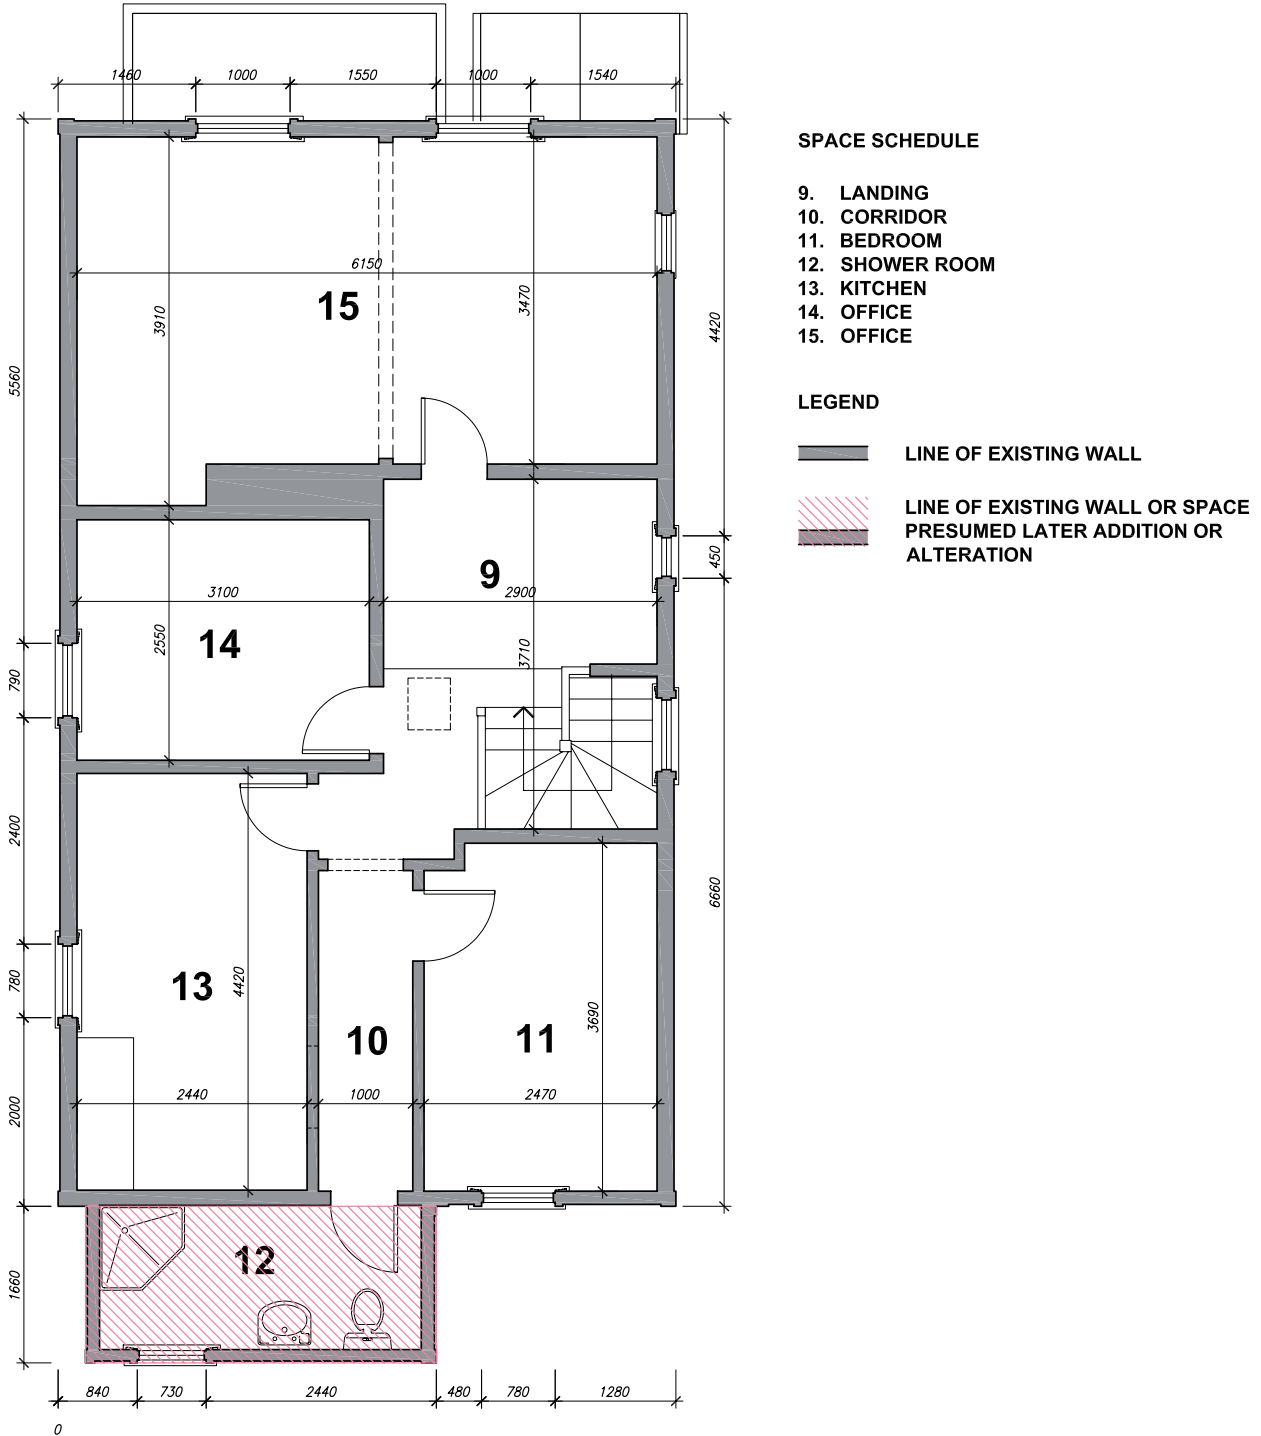 1460 1000 1550 1000 1540
SPACE SCHEDULE
9. LANDING
10. CORRIDOR
11. BEDROOM
12. SHOWER ROOM
13. KITCHEN
14. OFFICE
15. OFFICE
LEGEND
LINE OF EXISTING WALL
LINE OF EXISTING WALL OR SPACE
PRESUMED LATER ADDITION OR
ALTERATION
6150
15
3910
3470
5560
4420
450
9
3100
2900
14
2550
3710
790
2400
6660
13
4420
780
10
11
3690
2440 1000 2470
2000
12
1660
840 730 2440 480 780 1280
0